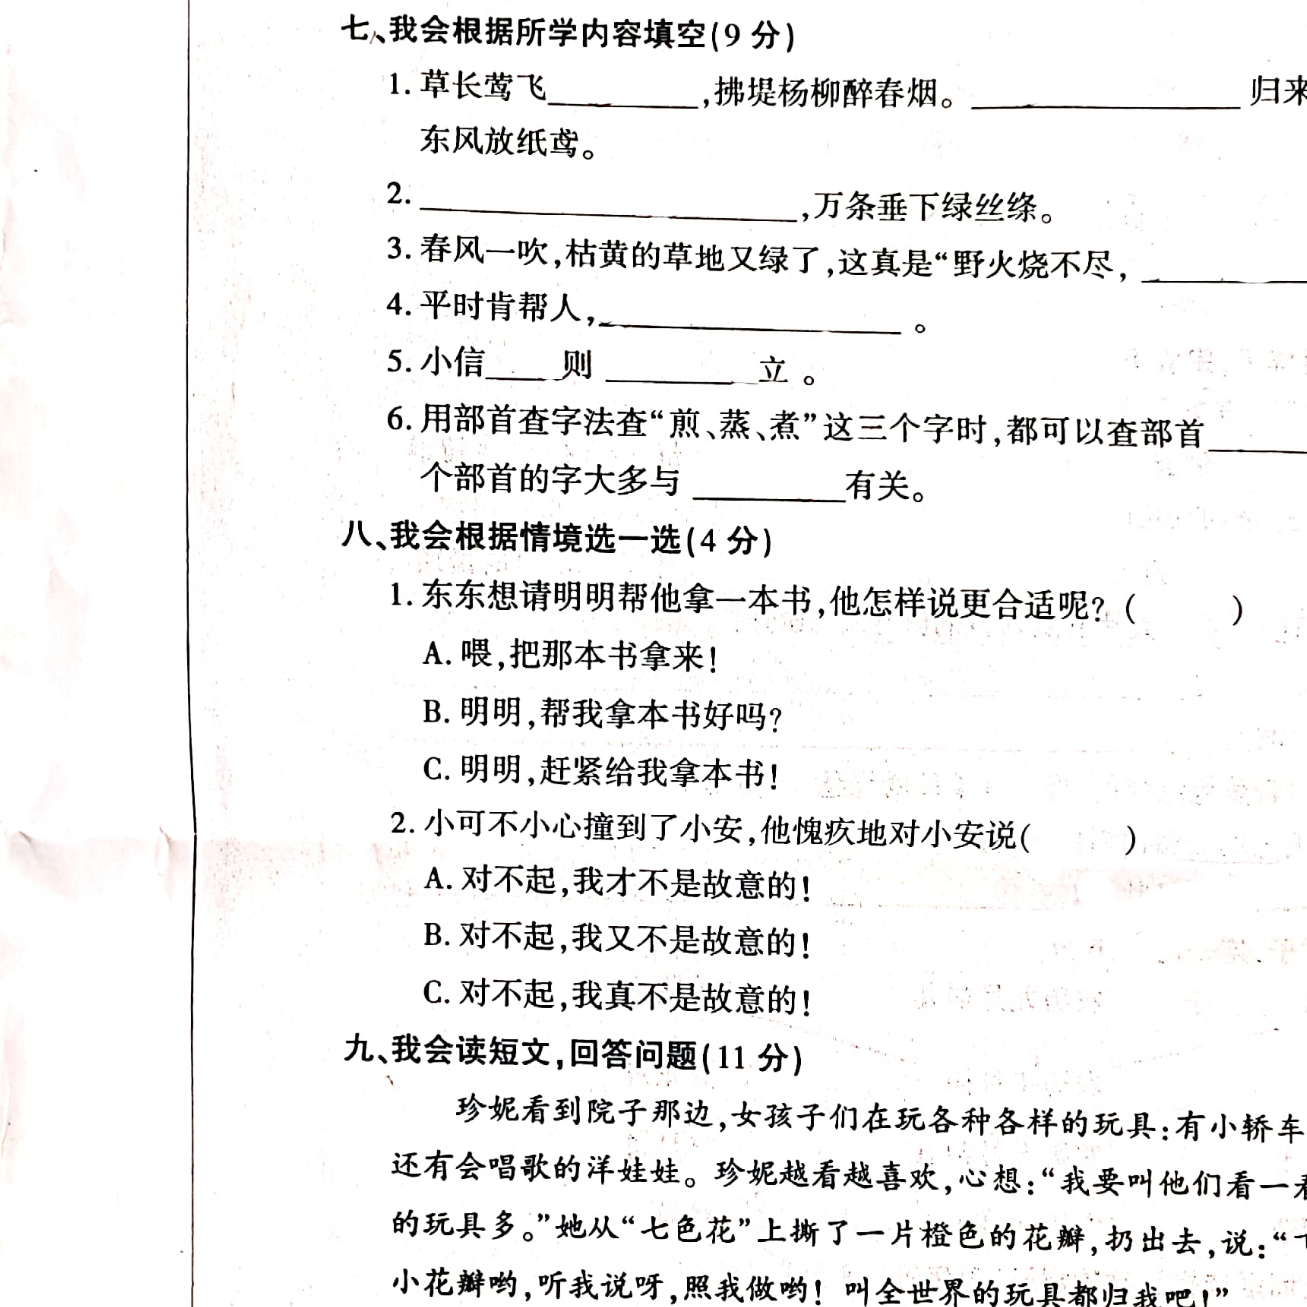 七、我会根据所学内容填空(9 分)
1. 草长莺飞________,拂堤杨柳醉春烟。______________ 归来
东风放纸鸢。
2. ____________________,万条垂下绿丝绦。
3. 春风一吹,枯黄的草地又绿了,这真是“野火烧不尽, ________
4. 平时肯帮人,________________ 。
5. 小信____则 ________立 。
6. 用部首查字法查“煎、蒸、煮”这三个字时,都可以查部首_____
个部首的字大多与 ________有关。
八、我会根据情境选一选(4 分)
1. 东东想请明明帮他拿一本书,他怎样说更合适呢? (      )
A. 喂,把那本书拿来!
B. 明明,帮我拿本书好吗?
C. 明明,赶紧给我拿本书!
2. 小可不小心撞到了小安,他愧疚地对小安说(      )
A. 对不起,我才不是故意的!
B. 对不起,我又不是故意的!
C. 对不起,我真不是故意的!
九、我会读短文,回答问题(11 分)
珍妮看到院子那边,女孩子们在玩各种各样的玩具:有小轿车
还有会唱歌的洋娃娃。珍妮越看越喜欢,心想:“我要叫他们看一看
的玩具多。”她从“七色花”上撕了一片橙色的花瓣,扔出去,说:“
小花瓣哟,听我说呀,照我做哟! 叫全世界的玩具都归我吧!”